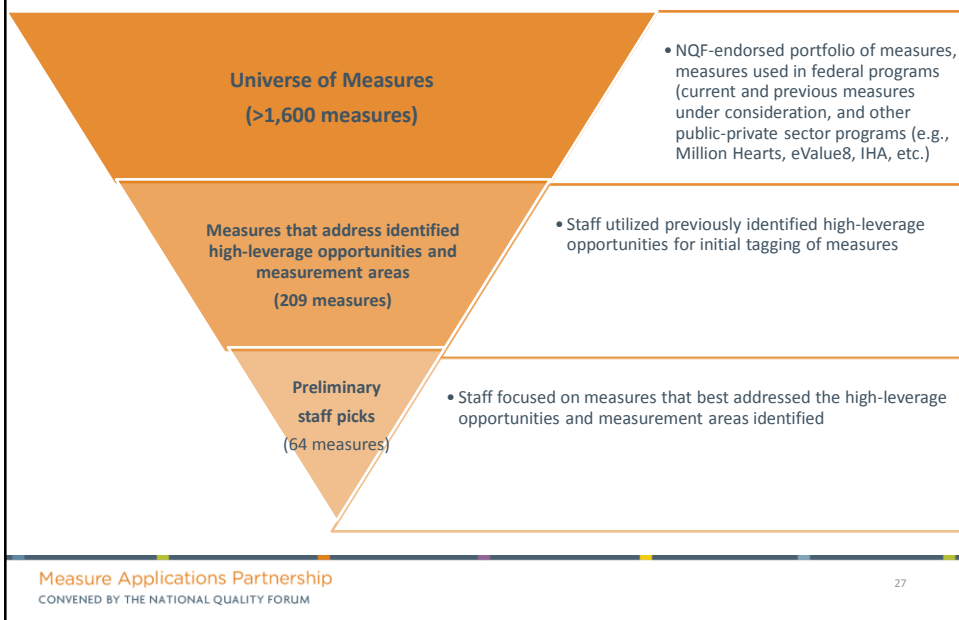 Universe of Measures
(>1,600 measures)
• NQF-endorsed portfolio of measures,
measures used in federal programs
(current and previous measures
under consideration, and other
public-private sector programs (e.g.,
Million Hearts, eValue8, IHA, etc.)
Measures that address identified
high-leverage opportunities and
measurement areas
(209 measures)
• Staff utilized previously identified high-leverage
opportunities for initial tagging of measures
Preliminary
staff picks
(64 measures)
• Staff focused on measures that best addressed the high-leverage
opportunities and measurement areas identified
Measure Applications Partnership
CONVENED BY THE NATIONAL QUALITY FORUM
27